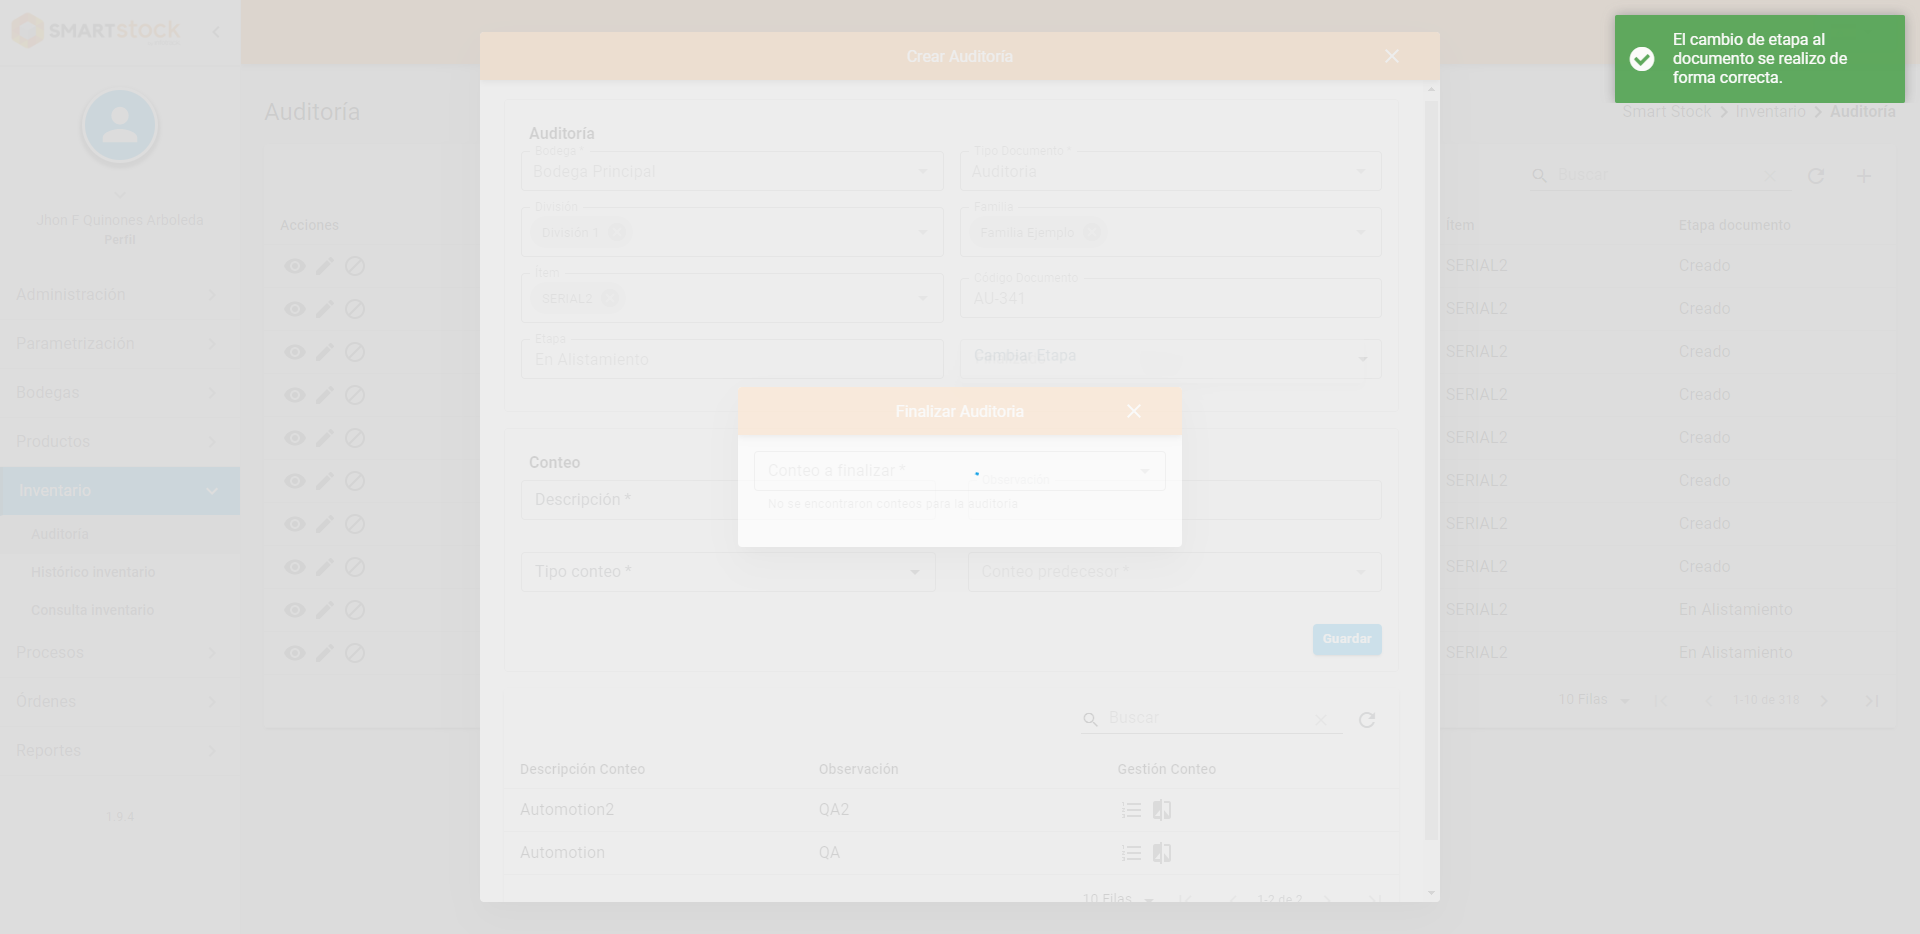 SMARTstock
Crear Auditoría
El cambio de etapa al
documento se realizo de
forma correcta.
Auditoría
Smart Stock > Inventario > Auditoría
Auditoría
Bodega *
Bodega Principal
Tipo Documento *
Auditoria
Buscar
División
División 1
Familia
Familia Ejemplo
Jhon F Quinones Arboleda
Perfil
Acciones
Ítem
Etapa documento
Ítem
SERIAL2
Código Documento
AU-341
Etapa
En Alistamiento
Cambiar Etapa
SERIAL2 Creado
SERIAL2 Creado
SERIAL2 Creado
SERIAL2 Creado
SERIAL2 Creado
SERIAL2 Creado
SERIAL2 Creado
SERIAL2 Creado
SERIAL2 En Alistamiento
SERIAL2 En Alistamiento
10 Filas 1-10 de 318
Administración
Parametrización
Bodegas
Productos
Inventario
Auditoría
Histórico inventario
Consulta inventario
Procesos
Órdenes
Reportes
1.9.4
Finalizar Auditoria
Conteo a finalizar *
No se encontraron conteos para la auditoria
Conteo
Descripción *
Observación
Tipo conteo *
Conteo predecesor *
Guardar
Buscar
Descripción Conteo Observación Gestión Conteo
Automotion2 QA2
Automotion QA
10 Filas 1-2 de 2